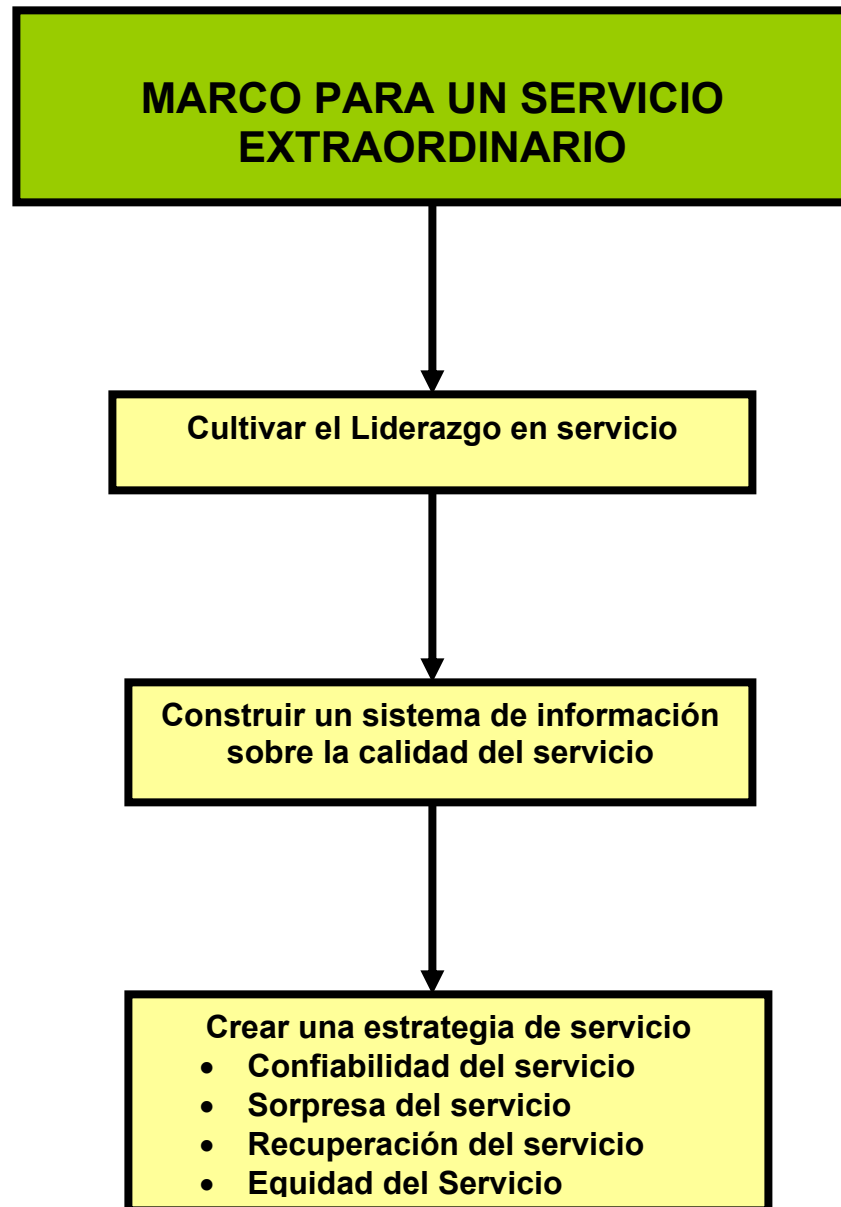 MARCO PARA UN SERVICIO
EXTRAORDINARIO
Cultivar el Liderazgo en servicio
Construir un sistema de información
sobre la calidad del servicio
Crear una estrategia de servicio
• Confiabilidad del servicio
• Sorpresa del servicio
• Recuperación del servicio
• Equidad del Servicio